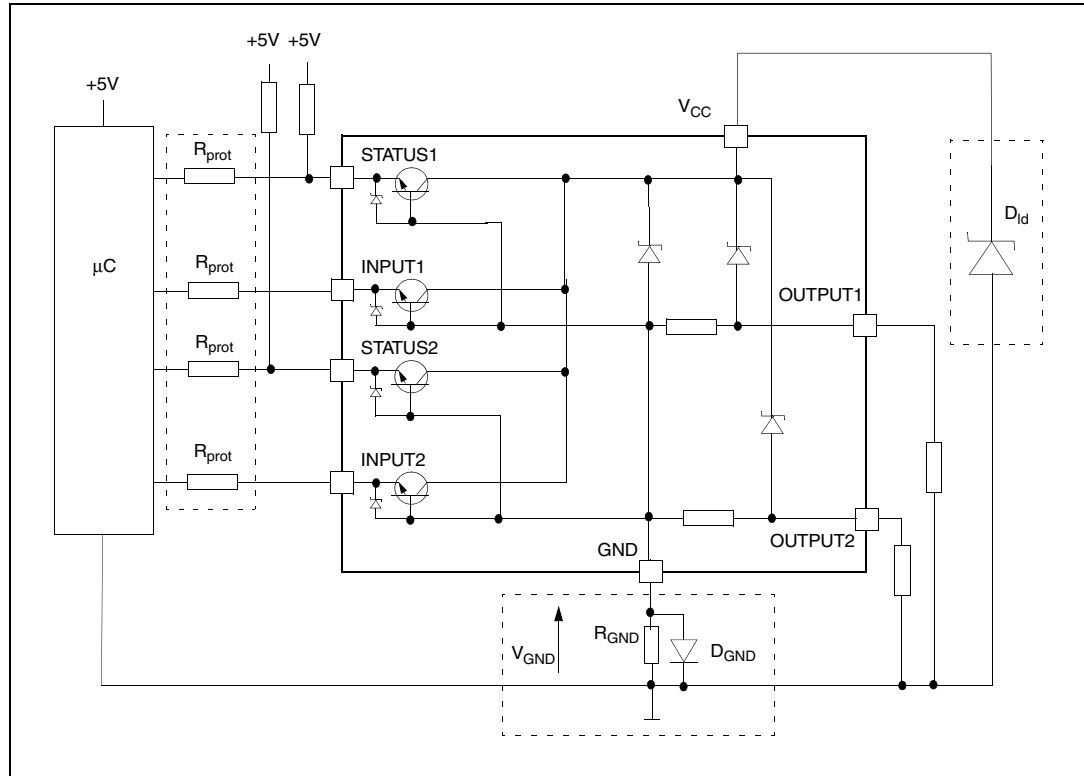 +5V +5V
+5V
V_CC
R_prot
STATUS1
D_ld
μC
R_prot
INPUT1
OUTPUT1
R_prot
STATUS2
R_prot
INPUT2
GND
OUTPUT2
R_GND
V_GND
D_GND